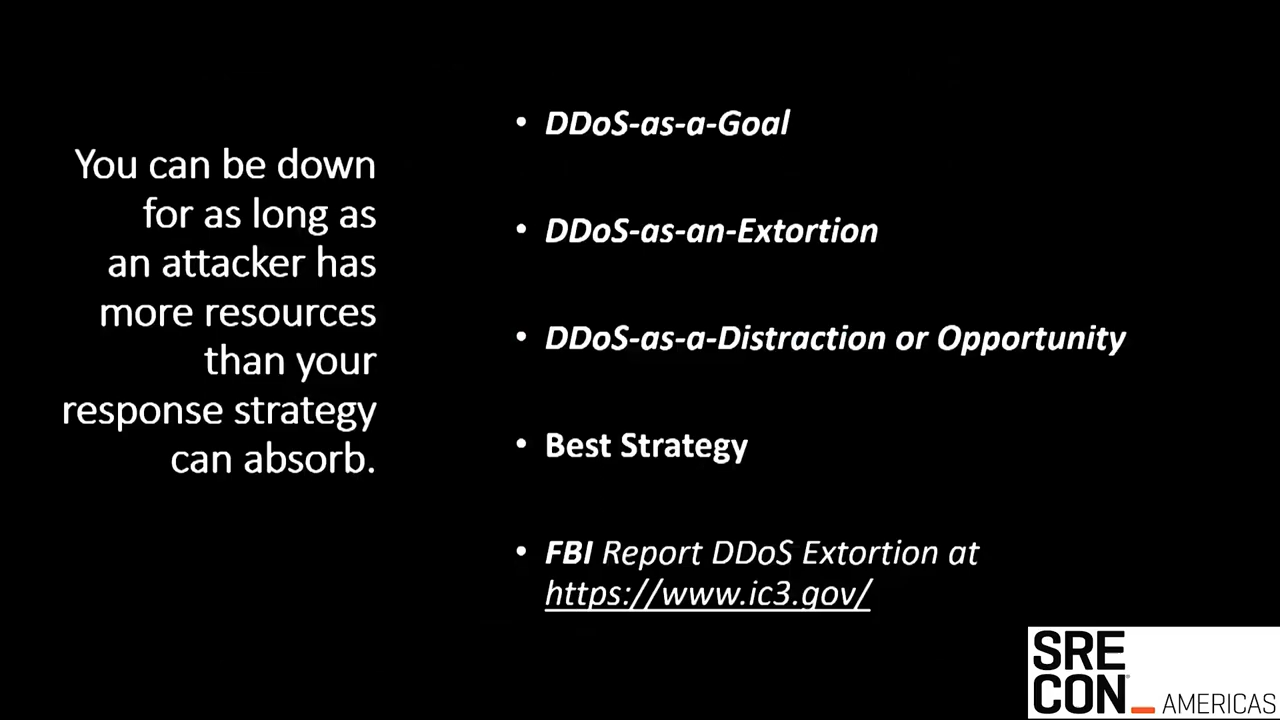 You can be down
for as long as
an attacker has
more resources
than your
response strategy
can absorb.
• DDoS-as-a-Goal
• DDoS-as-an-Extortion
• DDoS-as-a-Distraction or Opportunity
• Best Strategy
• FBI Report DDoS Extortion at
https://www.ic3.gov/
SRE
CON
AMERICAS